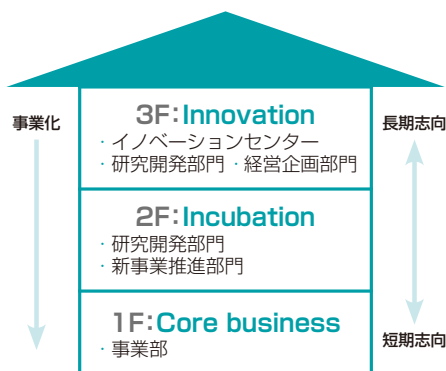 事業化
3F:Innovation
・イノベーションセンター
・研究開発部門 ・経営企画部門
長期志向
2F:Incubation
・研究開発部門
・新事業推進部門
1F:Core business
・事業部
短期志向